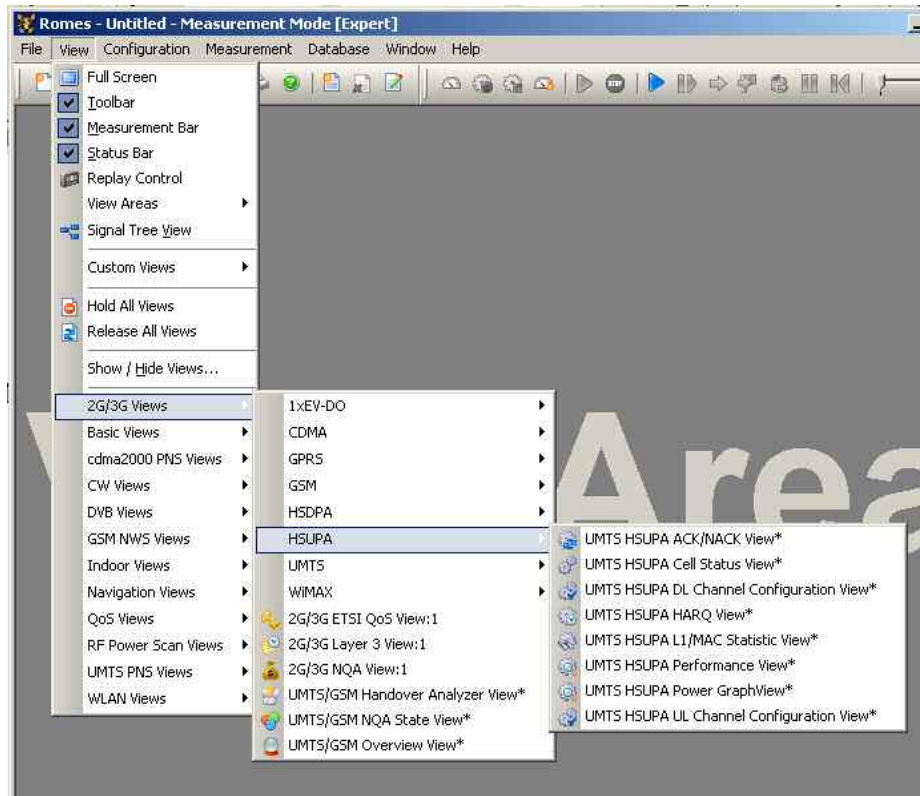 Romes - Untitled - Measurement Mode [Expert]
File View Configuration Measurement Database Window Help
Full Screen
Toolbar
Measurement Bar
Status Bar
Replay Control
View Areas
Signal Tree View
Custom Views
Hold All Views
Release All Views
Show / Hide Views...
2G/3G Views
Basic Views
cdma2000 PNS Views
CW Views
DVB Views
GSM NWS Views
Indoor Views
Navigation Views
QoS Views
RF Power Scan Views
UMTS PNS Views
WLAN Views
1xEV-DO
CDMA
GPRS
GSM
HSDPA
HSUPA
UMTS
WiMAX
2G/3G ETSI QoS View:1
2G/3G Layer 3 View:1
2G/3G NQA View:1
UMTS/GSM Handover Analyzer View*
UMTS/GSM NQA State View*
UMTS/GSM Overview View*
UMTS HSUPA ACK/NACK View*
UMTS HSUPA Cell Status View*
UMTS HSUPA DL Channel Configuration View*
UMTS HSUPA HARQ View*
UMTS HSUPA L1/MAC Statistic View*
UMTS HSUPA Performance View*
UMTS HSUPA Power GraphView*
UMTS HSUPA UL Channel Configuration View*
Area